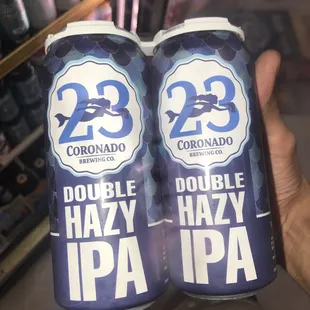 23
CORONADO
BREWING CO.
DOUBLE
HAZY
IPA
23
CORONADO
BREWING CO.
DOUBLE
HAZY
IPA